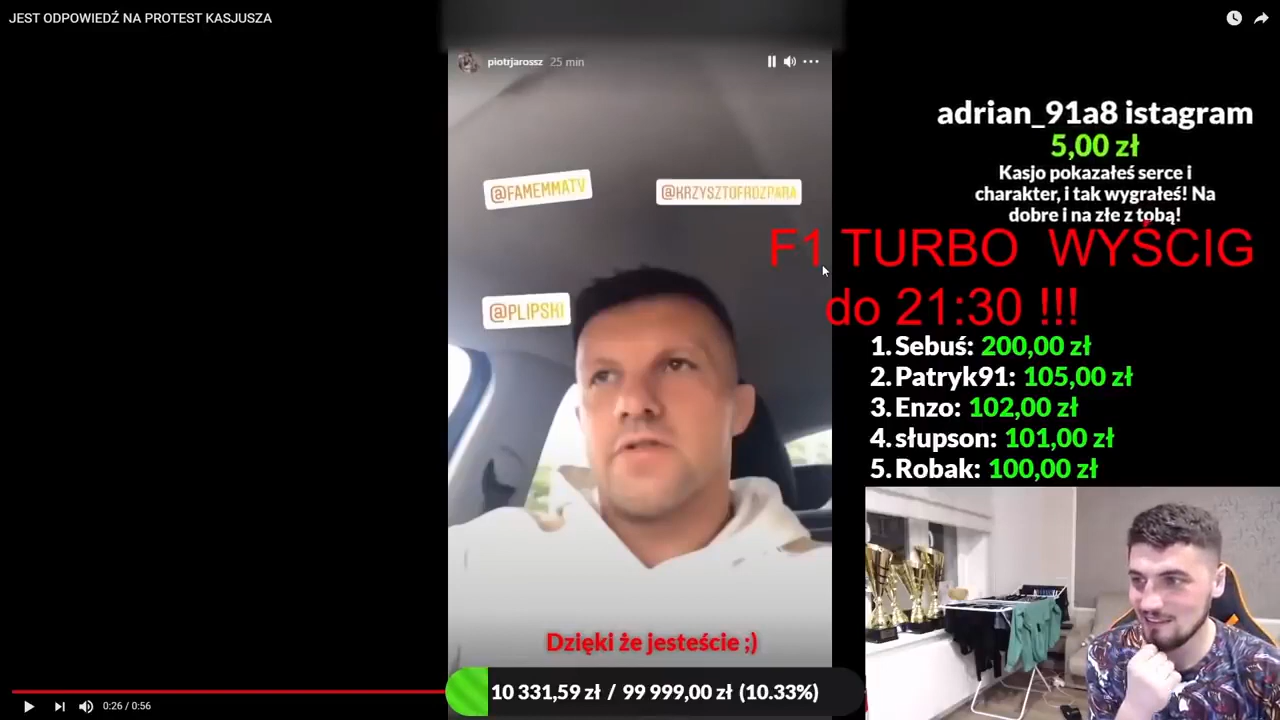 JEST ODPOWIEDŹ NA PROTEST KASJUSZA
piotrjarossz 25 min
@FAMEMMATV
@KRZYSZTOFROZPARA
@PLIPSKI
adrian_91a8 istagram
5,00 zł
Kasjo pokazałeś serce i
charakter, i tak wygrałeś! Na
dobre i na złe z tobą!
F1 TURBO WYŚCIG
do 21:30 !!!
1. Sebuś: 200,00 zł
2. Patryk91: 105,00 zł
3. Enzo: 102,00 zł
4. słupson: 101,00 zł
5. Robak: 100,00 zł
Dzięki że jesteście ;)
10 331,59 zł / 99 999,00 zł (10.33%)
0:26 / 0:56